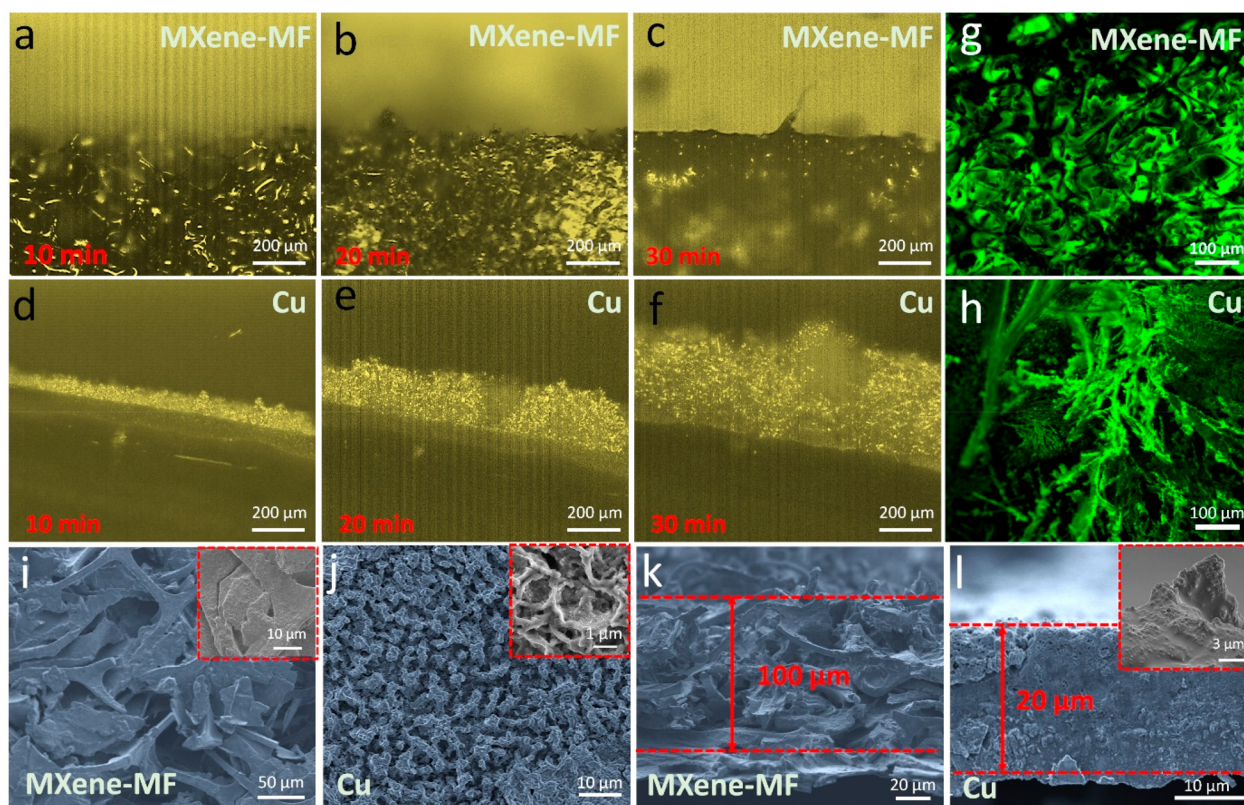 a
MXene-MF
10 min
200 μm
b
MXene-MF
20 min
200 μm
c
MXene-MF
30 min
200 μm
g
MXene-MF
100 μm
d
Cu
10 min
200 μm
e
Cu
20 min
200 μm
f
Cu
30 min
200 μm
h
Cu
100 μm
i
10 μm
MXene-MF
50 μm
j
1 μm
Cu
10 μm
k
100 μm
MXene-MF
20 μm
l
3 μm
20 μm
Cu
10 μm